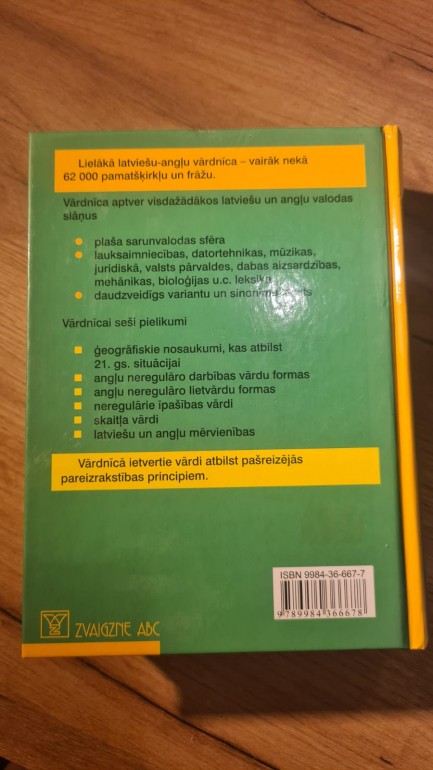 Lielākā latviešu-angļu vārdnīca – vairāk nekā
62 000 pamatšķirkļu un frāžu.
Vārdnīca aptver visdažādākos latviešu un angļu valodas
slāņus
plaša sarunvalodas sfēra
lauksaimniecības, datortehnikas, mūzikas,
juridiskā, valsts pārvaldes, dabas aizsardzības,
mehānikas, bioloģijas u.c. leksika
daudzveidīgs variantu un
Vārdnīcai seši pielikumi
ģeogrāfiskie nosaukumi, kas atbilst
21. gs. situācijai
angļu neregulāro darbības vārdu formas
angļu neregulāro lietvārdu formas
neregulārie īpašības vārdi
skaitļa vārdi
latviešu un angļu mērvienības
Vārdnīcā ietvertie vārdi atbilst pašreizējās
pareizrakstības principiem.
ISBN 9984-36-667-7
9 789984 366678
ZVAIGZNE ABC